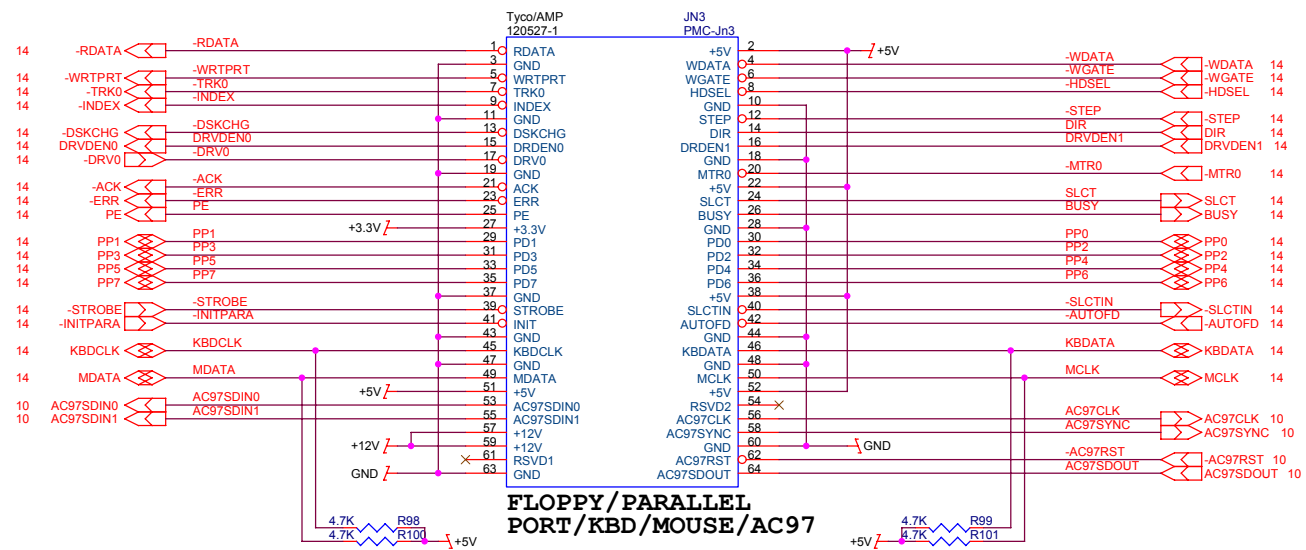 Tyco/AMP JN3
120527-1 PMC-Jn3
14 -RDATA -RDATA 1 RDATA +5V 2 +5V
3 GND WDATA 4 -WDATA -WDATA 14
14 -WRTPRT -WRTPRT 5 WRTPRT WGATE 6 -WGATE -WGATE 14
14 -TRK0 -TRK0 7 TRK0 HDSEL 8 -HDSEL -HDSEL 14
14 -INDEX -INDEX 9 INDEX GND 10
11 GND STEP 12 -STEP -STEP 14
14 -DSKCHG -DSKCHG 13 DSKCHG DIR 14 DIR DIR 14
14 DRVDEN0 DRVDEN0 15 DRDEN0 DRDEN1 16 DRVDEN1 DRVDEN1 14
14 -DRV0 -DRV0 17 DRV0 GND 18
19 GND MTR0 20 -MTR0 -MTR0 14
14 -ACK -ACK 21 ACK +5V 22
14 -ERR -ERR 23 ERR SLCT 24 SLCT SLCT 14
14 PE PE 25 PE BUSY 26 BUSY BUSY 14
+3.3V 27 +3.3V GND 28
14 PP1 PP1 29 PD1 PD0 30 PP0 PP0 14
14 PP3 PP3 31 PD3 PD2 32 PP2 PP2 14
14 PP5 PP5 33 PD5 PD4 34 PP4 PP4 14
14 PP7 PP7 35 PD7 PD6 36 PP6 PP6 14
37 GND +5V 38
14 -STROBE -STROBE 39 STROBE SLCTIN 40 -SLCTIN -SLCTIN 14
14 -INITPARA -INITPARA 41 INIT AUTOFD 42 -AUTOFD -AUTOFD 14
43 GND GND 44
14 KBDCLK KBDCLK 45 KBDCLK KBDATA 46 KBDATA KBDATA 14
47 GND GND 48
14 MDATA MDATA 49 MDATA MCLK 50 MCLK MCLK 14
+5V 51 +5V +5V 52
10 AC97SDIN0 AC97SDIN0 53 AC97SDIN0 RSVD2 54
10 AC97SDIN1 AC97SDIN1 55 AC97SDIN1 AC97CLK 56 AC97CLK AC97CLK 10
57 +12V AC97SYNC 58 AC97SYNC AC97SYNC 10
+12V 59 +12V GND 60 GND
61 RSVD1 AC97RST 62 -AC97RST -AC97RST 10
GND 63 GND AC97SDOUT 64 AC97SDOUT AC97SDOUT 10
FLOPPY/PARALLEL
PORT/KBD/MOUSE/AC97
4.7K R98 4.7K R99
4.7K R100 +5V +5V 4.7K R101